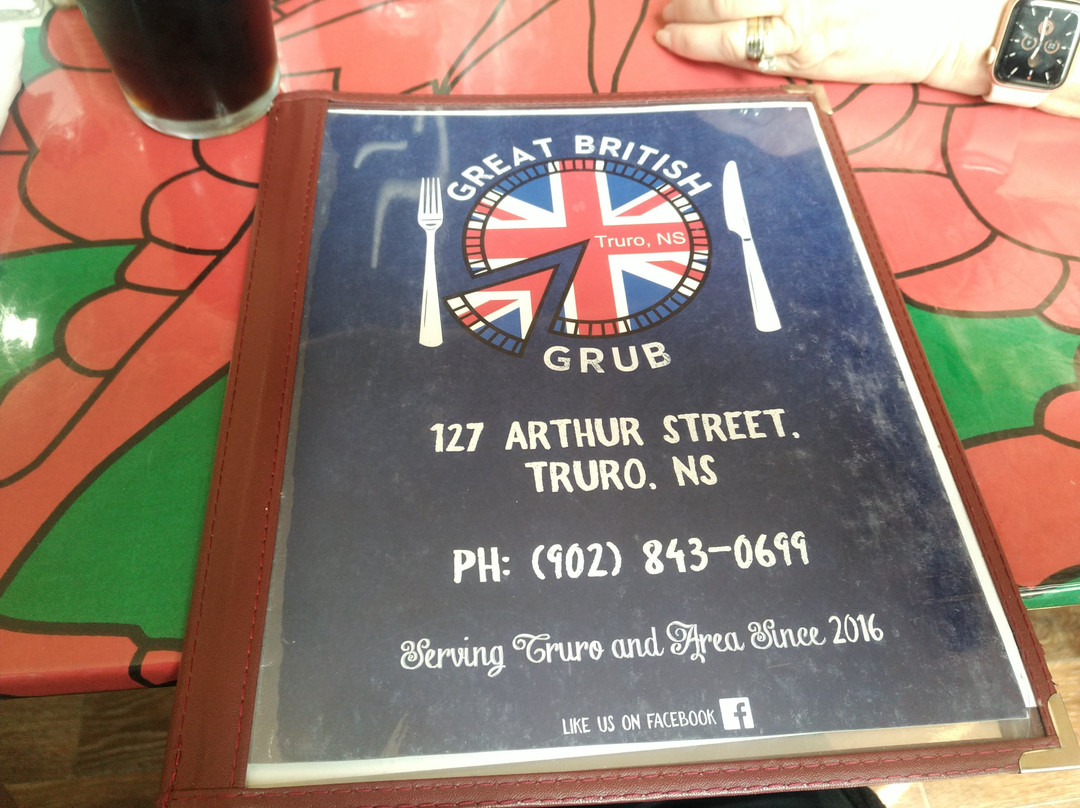 GREAT BRITISH
Truro, NS
GRUB
127 ARTHUR STREET.
TRURO. NS
PH: (902) 843-0699
Serving Truro and Area Since 2016
LIKE US ON FACEBOOK f